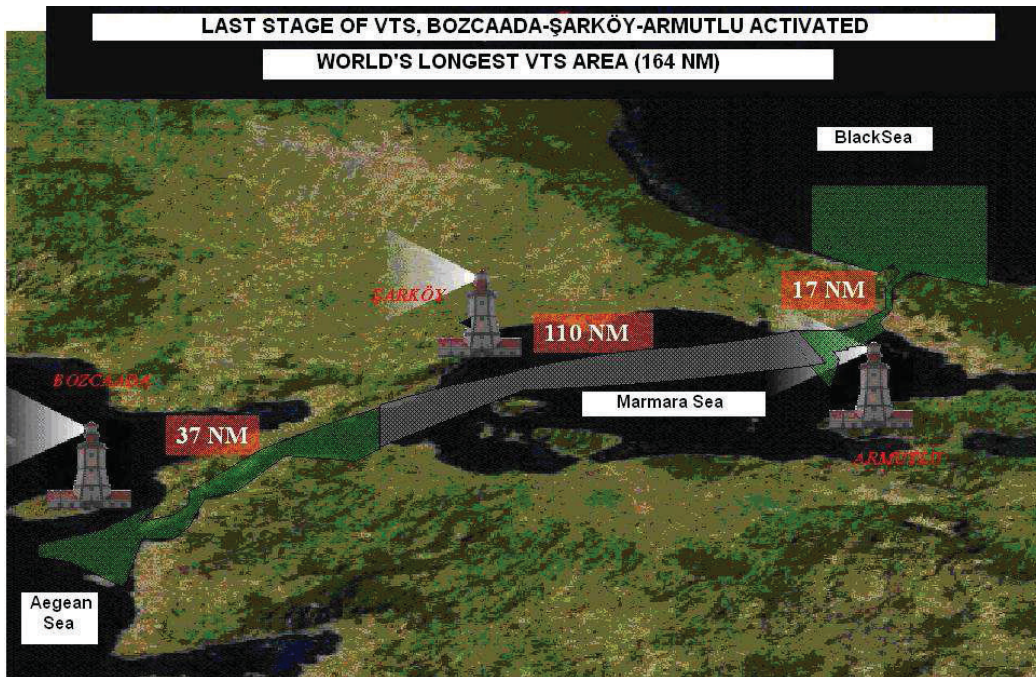 LAST STAGE OF VTS, BOZCAADA-ŞARKÖY-ARMUTLU ACTIVATED
WORLD'S LONGEST VTS AREA (164 NM)
BlackSea
17 NM
ŞARKÖY
110 NM
BOZCAADA
Marmara Sea
37 NM
ARMUTLU
Aegean
Sea